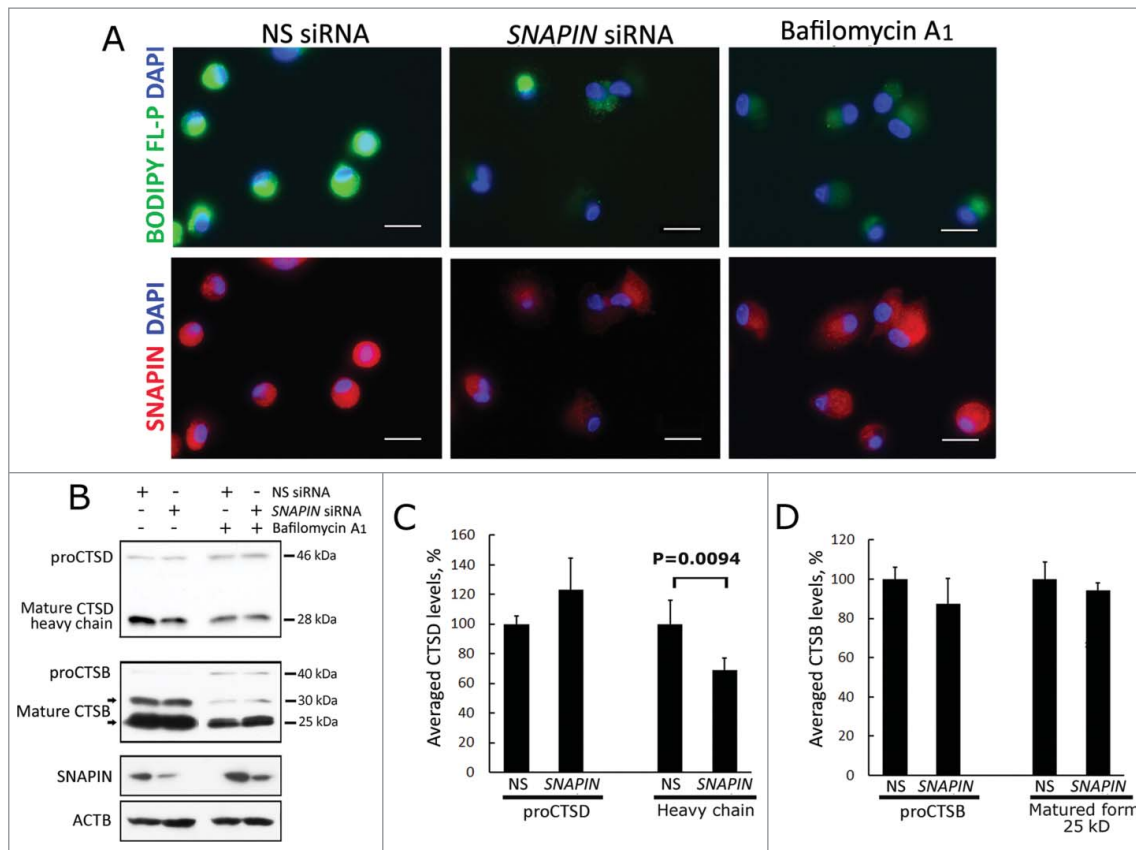 A
NS siRNA
SNAPIN siRNA
Bafilomycin A1
BODIPY FL-P DAPI
SNAPIN DAPI
B
+ - + - NS siRNA
- + - + SNAPIN siRNA
- - + + Bafilomycin A1
proCTSD
46 kDa
Mature CTSD
heavy chain
28 kDa
proCTSB
40 kDa
30 kDa
Mature CTSB
25 kDa
SNAPIN
ACTB
C
Averaged CTSD levels, %
160
140
120
100
80
60
40
20
0
P=0.0094
NS SNAPIN NS SNAPIN
proCTSD Heavy chain
D
Averaged CTSB levels, %
120
100
80
60
40
20
0
NS SNAPIN NS SNAPIN
proCTSB Matured form
25 kD